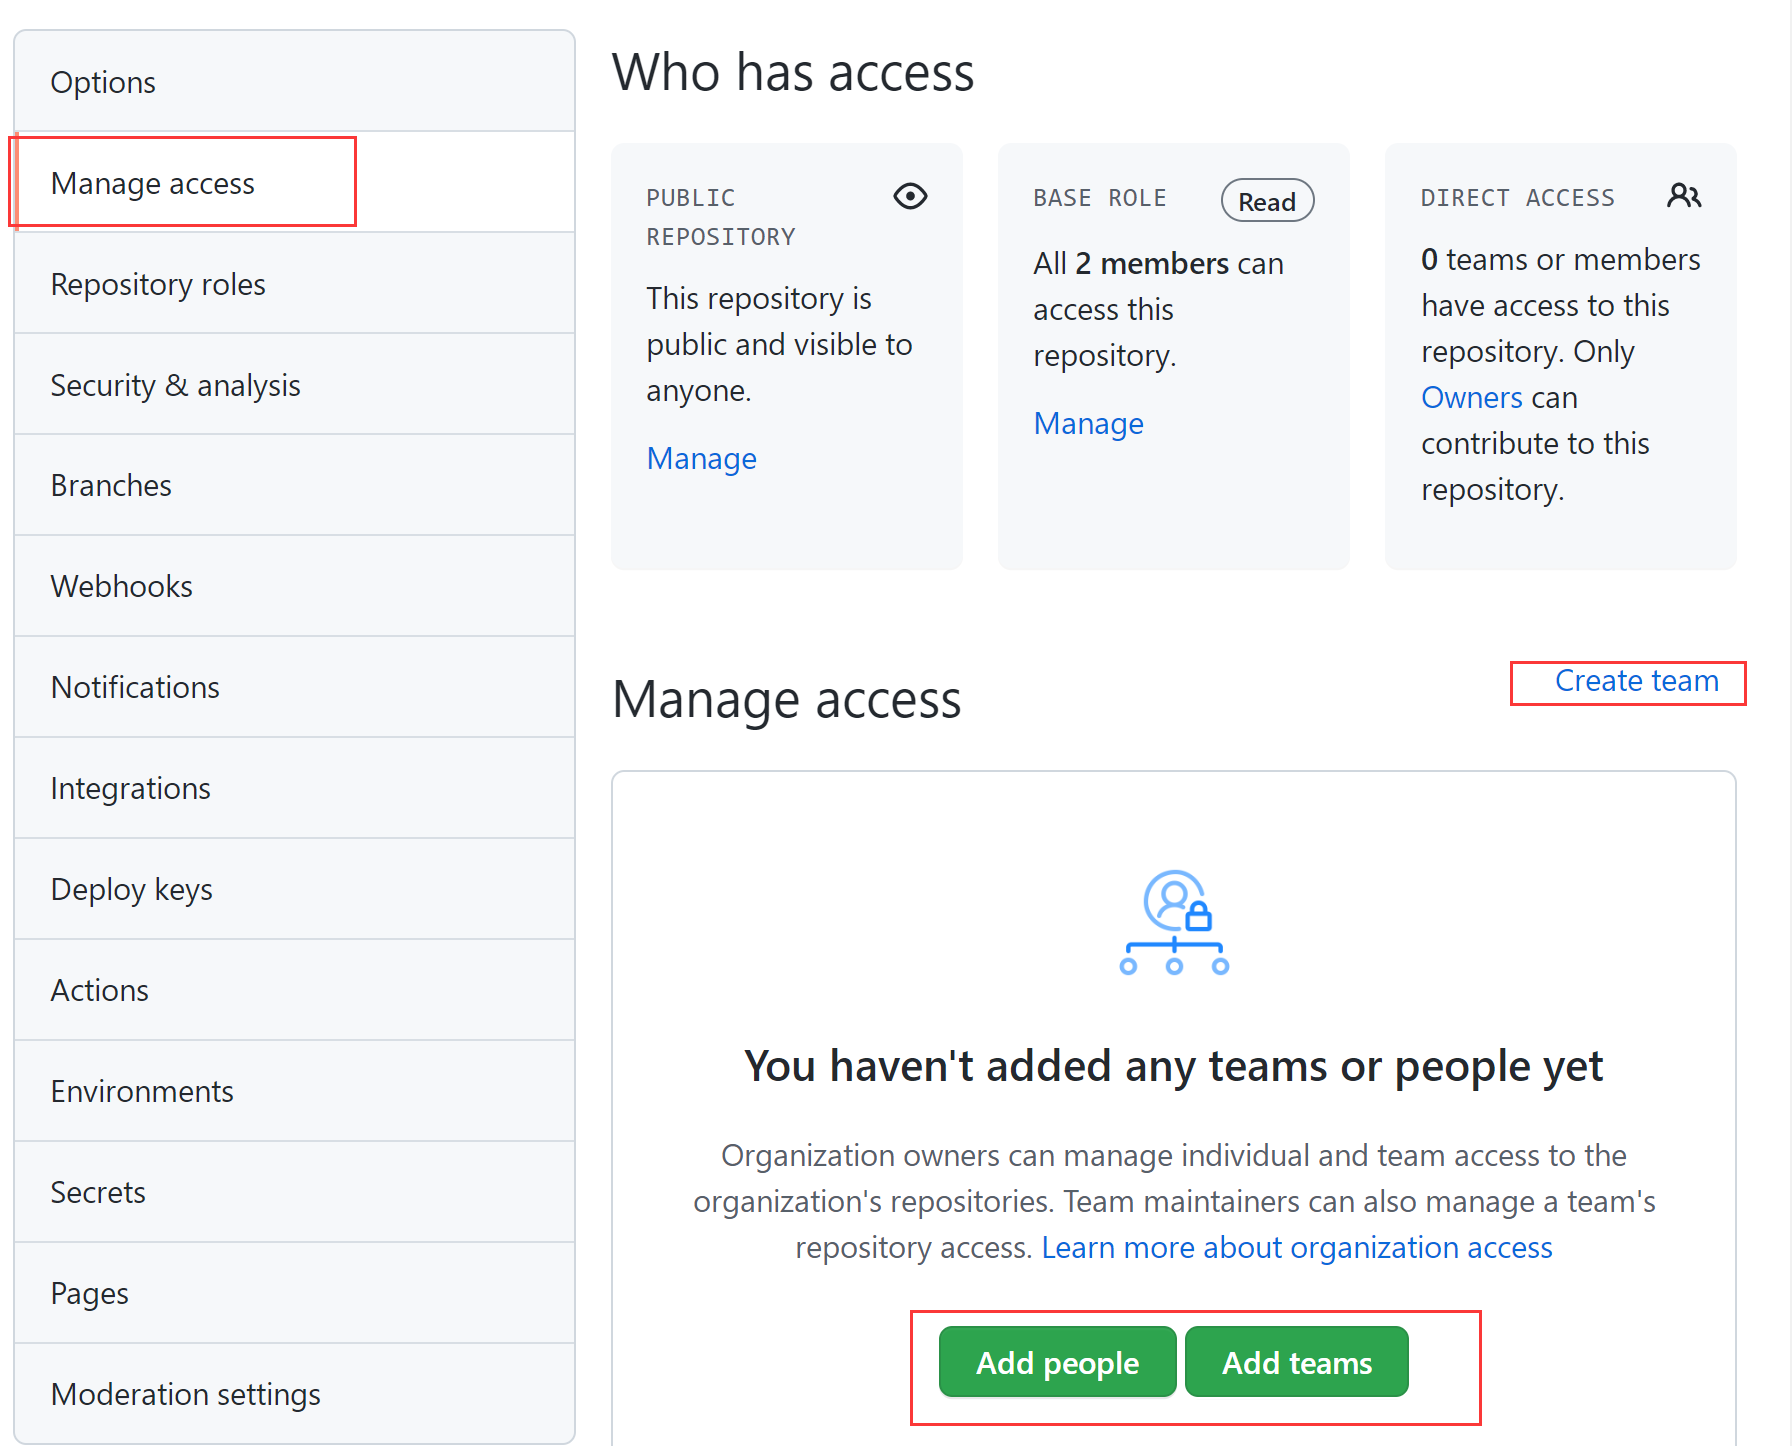 Options
Manage access
Repository roles
Security & analysis
Branches
Webhooks
Notifications
Integrations
Deploy keys
Actions
Environments
Secrets
Pages
Moderation settings
Who has access
PUBLIC
REPOSITORY
This repository is
public and visible to
anyone.
Manage
BASE ROLE
Read
All 2 members can
access this
repository.
Manage
DIRECT ACCESS
0 teams or members
have access to this
repository. Only
Owners can
contribute to this
repository.
Manage access
Create team
You haven't added any teams or people yet
Organization owners can manage individual and team access to the
organization's repositories. Team maintainers can also manage a team's
repository access. Learn more about organization access
Add people
Add teams